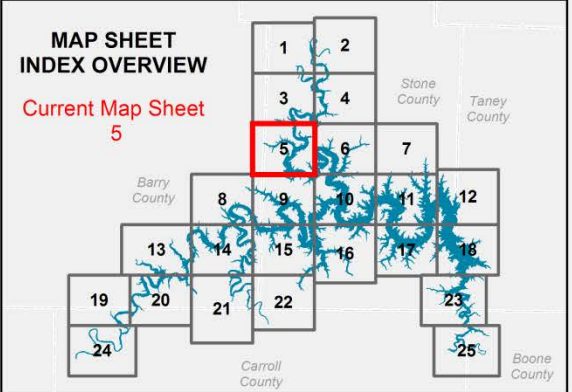 MAP SHEET
INDEX OVERVIEW
Current Map Sheet
5
1
2
3
4
Stone
County
Taney
County
5
6
7
Barry
County
8
9
10
11
12
13
14
15
16
17
18
19
20
21
22
23
24
25
Carroll
County
Boone
County